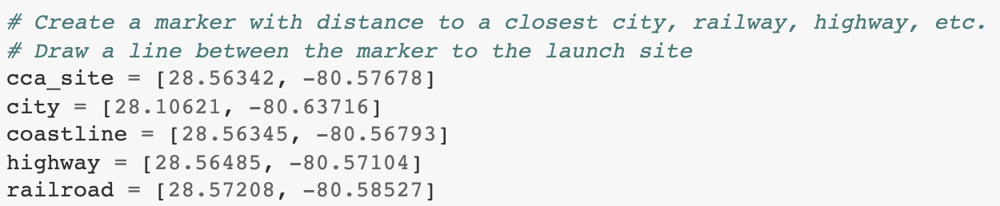 # Create a marker with distance to a closest city, railway, highway, etc.
# Draw a line between the marker to the launch site
cca_site = [28.56342, -80.57678]
city = [28.10621, -80.63716]
coastline = [28.56345, -80.56793]
highway = [28.56485, -80.57104]
railroad = [28.57208, -80.58527]